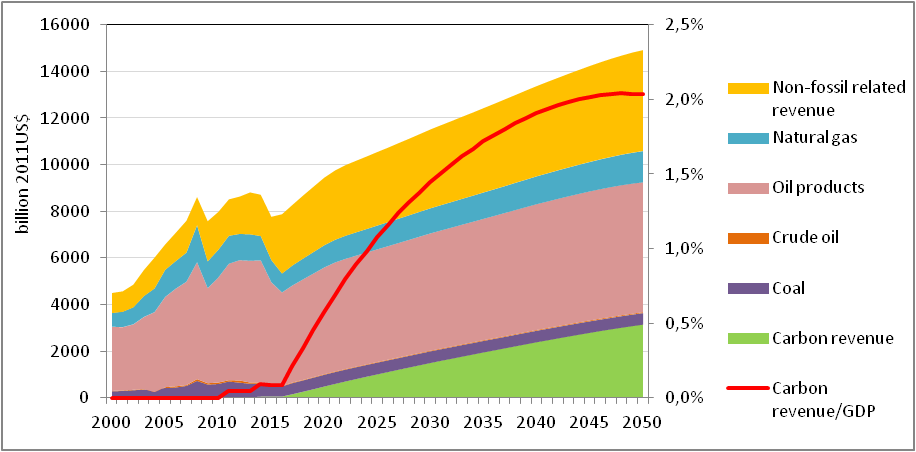 billion 2011US$
16000
14000
12000
10000
8000
6000
4000
2000
0
2,5%
2,0%
1,5%
1,0%
0,5%
0,0%
2000 2005 2010 2015 2020 2025 2030 2035 2040 2045 2050
Non-fossil related
revenue
Natural gas
Oil products
Crude oil
Coal
Carbon revenue
Carbon
revenue/GDP